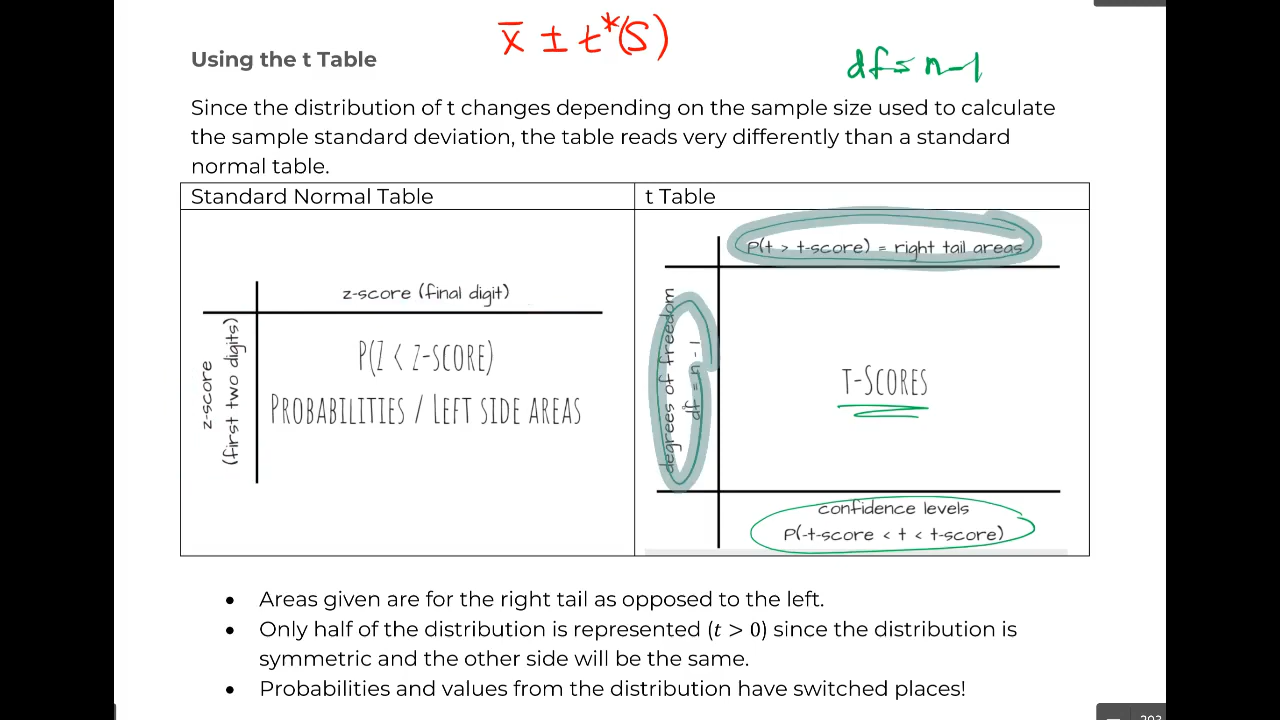 x̄ ± t*(S)
Using the t Table
df = n-1
Since the distribution of t changes depending on the sample size used to calculate
the sample standard deviation, the table reads very differently than a standard
normal table.
Standard Normal Table
t Table
z-score (final digit)
z-score
(first two digits)
P(Z < z-score)
Probabilities / Left side areas
P(t > t-score) = right tail areas
degrees of freedom
df = n - 1
t-Scores
confidence levels
P(-t-score < t < t-score)
• Areas given are for the right tail as opposed to the left.
• Only half of the distribution is represented (t > 0) since the distribution is
symmetric and the other side will be the same.
• Probabilities and values from the distribution have switched places!